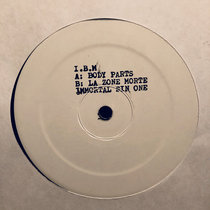 I.B.M
A: BODY PARTS
B: LA ZONE MORTE
IMMORTAL SIN ONE